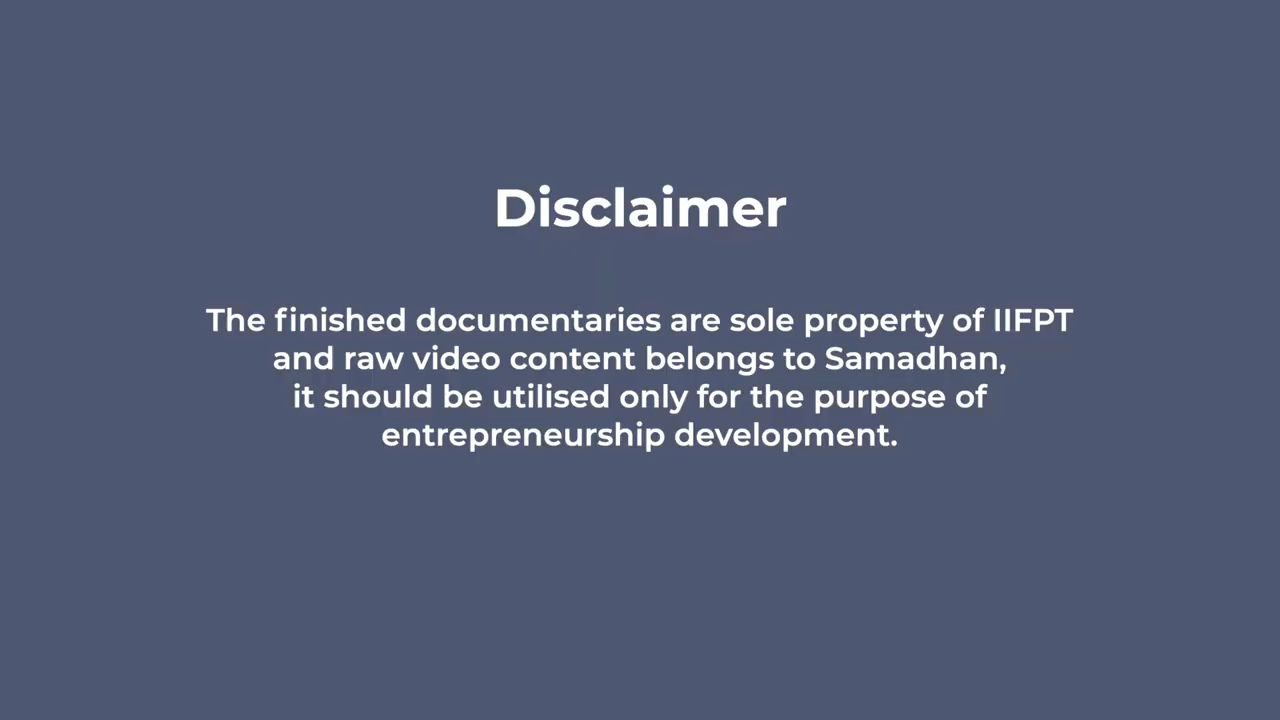 Disclaimer
The finished documentaries are sole property of IIFPT
and raw video content belongs to Samadhan,
it should be utilised only for the purpose of
entrepreneurship development.